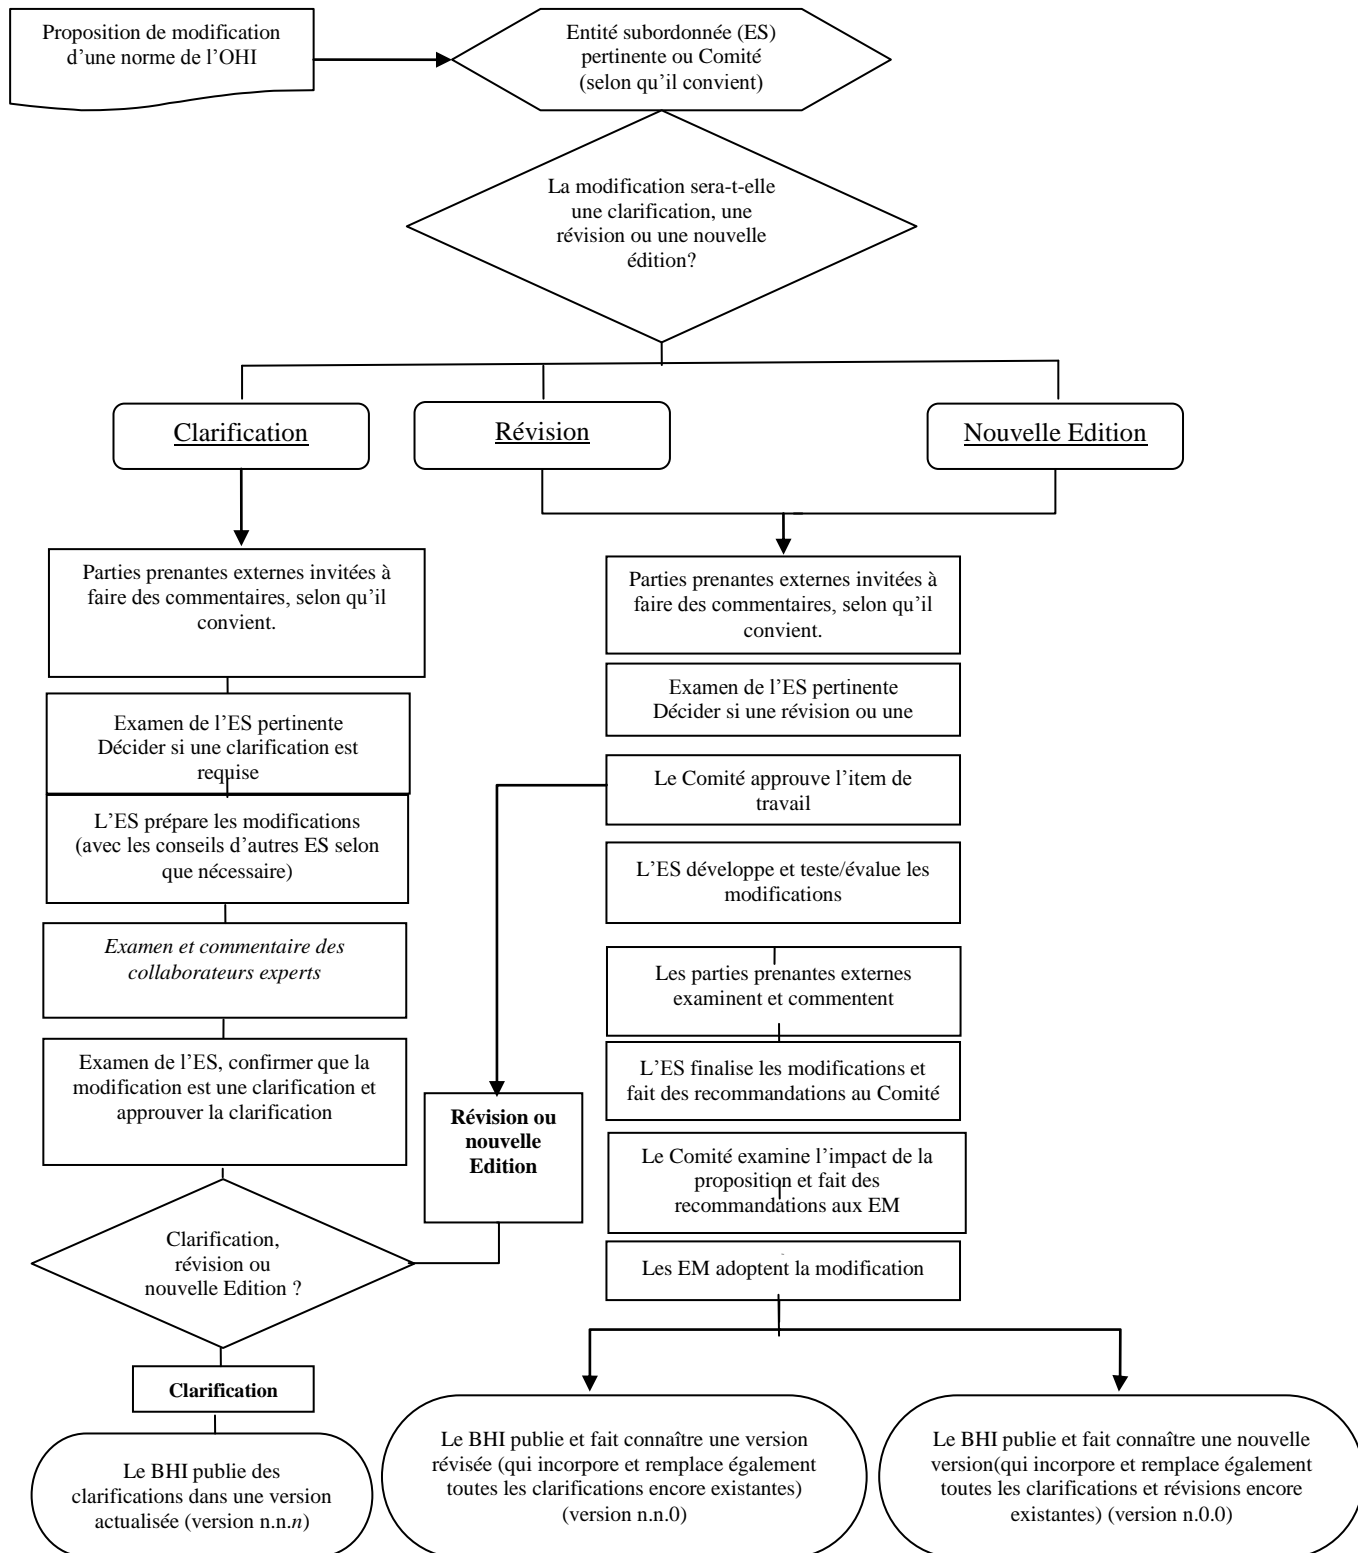 Proposition de modification
d’une norme de l’OHI
Entité subordonnée (ES)
pertinente ou Comité
(selon qu’il convient)
La modification sera-t-elle
une clarification, une
révision ou une nouvelle
édition?
Clarification
Révision
Nouvelle Edition
Parties prenantes externes invitées à
faire des commentaires, selon qu’il
convient.
Examen de l’ES pertinente
Décider si une clarification est
requise
L’ES prépare les modifications
(avec les conseils d’autres ES selon
que nécessaire)
Examen et commentaire des
collaborateurs experts
Examen de l’ES, confirmer que la
modification est une clarification et
approuver la clarification
Clarification,
révision ou
nouvelle Edition ?
Clarification
Le BHI publie des
clarifications dans une version
actualisée (version n.n.n)
Révision ou
nouvelle
Edition
Parties prenantes externes invitées à
faire des commentaires, selon qu’il
convient.
Examen de l’ES pertinente
Décider si une révision ou une
Le Comité approuve l’item de
travail
L’ES développe et teste/évalue les
modifications
Les parties prenantes externes
examinent et commentent
L’ES finalise les modifications et
fait des recommandations au Comité
Le Comité examine l’impact de la
proposition et fait des
recommandations aux EM
Les EM adoptent la modification
Le BHI publie et fait connaître une version
révisée (qui incorpore et remplace également
toutes les clarifications encore existantes)
(version n.n.0)
Le BHI publie et fait connaître une nouvelle
version(qui incorpore et remplace également
toutes les clarifications et révisions encore
existantes) (version n.0.0)